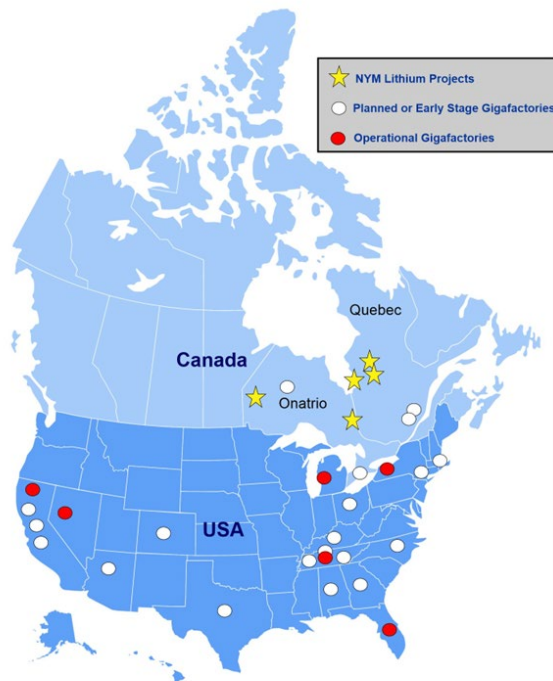 NYM Lithium Projects
Planned or Early Stage Gigafactories
Operational Gigafactories
Quebec
Canada
Onatrio
USA